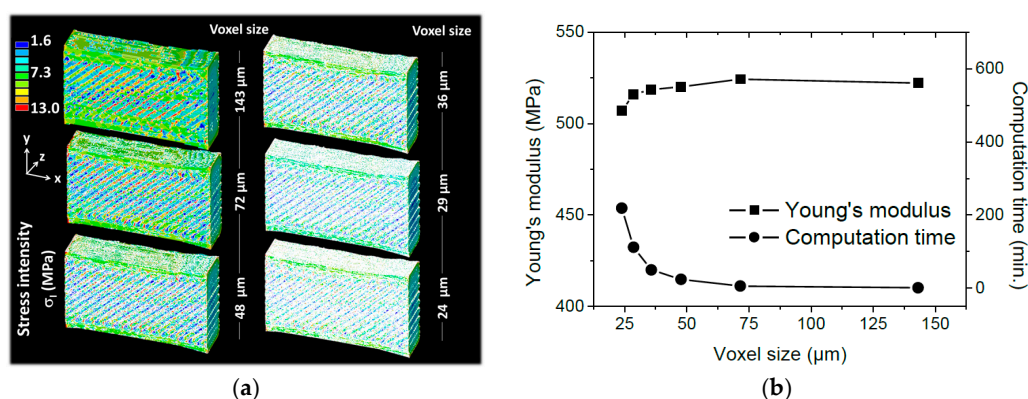 Voxel size
Voxel size
1.6
7.3
13.0
y
z
x
Stress intensity
σI (MPa)
143 µm
72 µm
48 µm
36 µm
29 µm
24 µm
(a)
Young's modulus (MPa)
550
500
450
400
Young's modulus
Computation time
600
400
200
0
Computation time (min.)
25 50 75 100 125 150
Voxel size (µm)
(b)